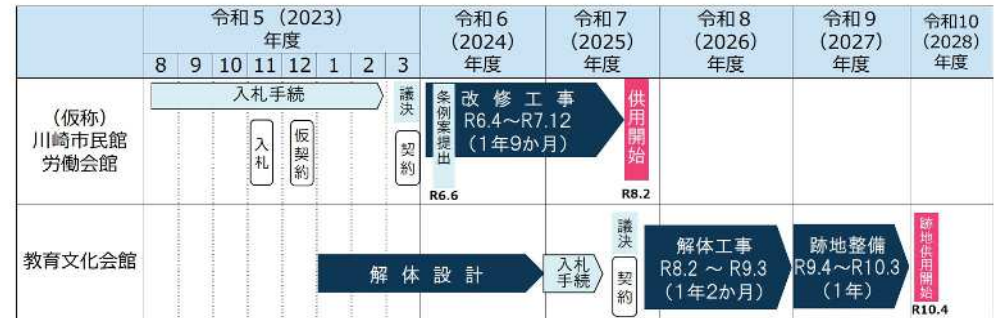 令和5（2023）
年度
令和6
（2024）
年度
令和7
（2025）
年度
令和8
（2026）
年度
令和9
（2027）
年度
令和10
（2028）
年度
8 9 10 11 12 1 2 3
（仮称）
川崎市民館
労働会館
入札手続
入札
仮契約
議決
契約
条例案提出
R6.6
改修工事
R6.4～R7.12
（1年9か月）
供用開始
R8.2
教育文化会館
解体設計
入札
手続
議決
契約
解体工事
R8.2 ～ R9.3
（1年2か月）
跡地整備
R9.4～R10.3
（1年）
跡地供用開始
R10.4